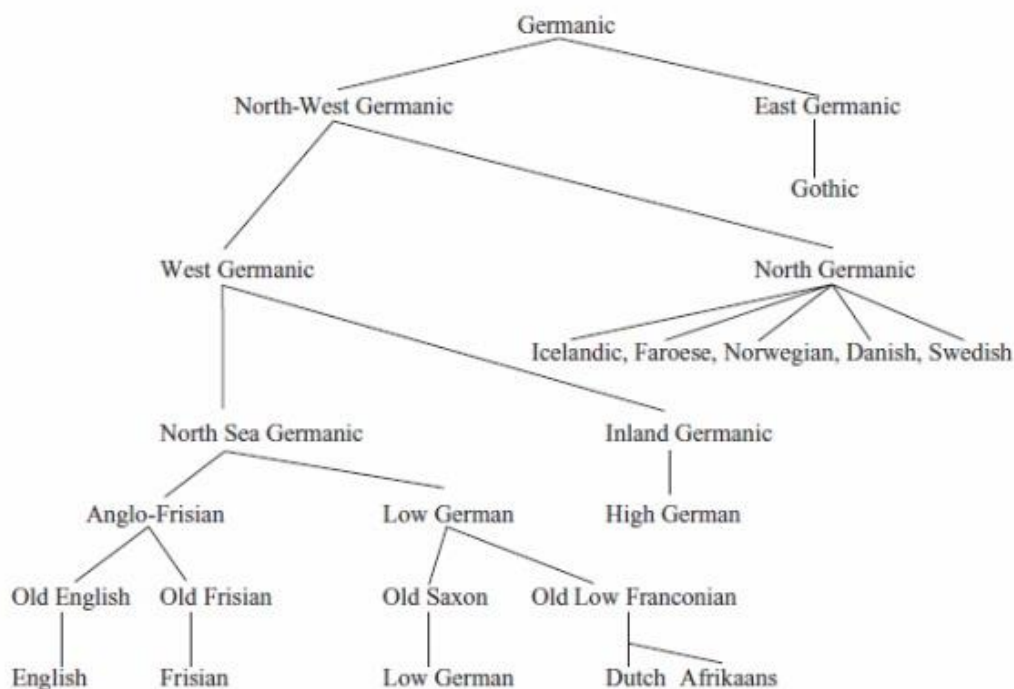 Germanic
North-West Germanic East Germanic
Gothic
West Germanic North Germanic
Icelandic, Faroese, Norwegian, Danish, Swedish
North Sea Germanic Inland Germanic
Anglo-Frisian Low German High German
Old English Old Frisian Old Saxon Old Low Franconian
English Frisian Low German Dutch Afrikaans